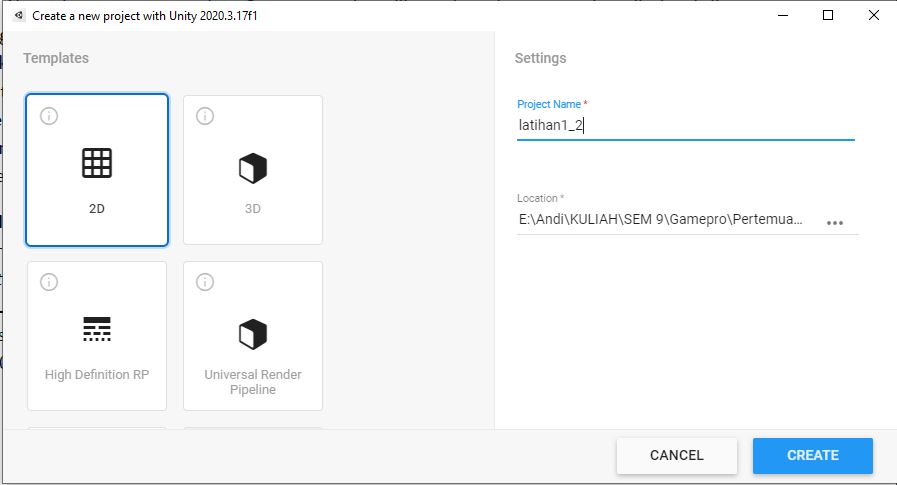 Create a new project with Unity 2020.3.17f1
Templates
Settings
2D
3D
High Definition RP
Universal Render
Pipeline
Project Name *
latihan1_2
Location *
E:\Andi\KULIAH\SEM 9\Gamepro\Pertemua...
CANCEL
CREATE